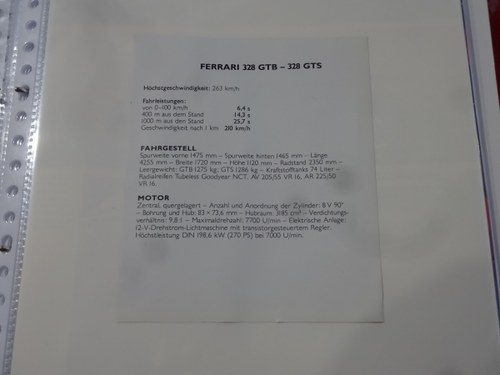 FERRARI 328 GTB – 328 GTS
Höchstgeschwindigkeit: 263 km/h
Fahrleistungen:
von 0-100 km/h 6,4 s
400 m aus dem Stand 14,3 s
1000 m aus dem Stand 25,7 s
Geschwindigkeit nach 1 km 210 km/h
FAHRGESTELL
Spurweite vorne 1475 mm – Spurweite hinten 1465 mm – Länge
4255 mm – Breite 1720 mm – Höhe 1120 mm – Radstand 2350 mm –
Leergewicht: GTB 1275 kg; GTS 1286 kg – Kraftstofftanks 74 Liter –
Radialreifen Tubeless Goodyear NCT. AV 205/55 VR 16. AR 225/50
VR 16.
MOTOR
Zentral, quergelagert – Anzahl und Anordnung der Zylinder: 8 V 90°
– Bohrung und Hub: 83 × 73,6 mm – Hubraum: 3185 cm³ – Verdichtungs-
verhältnis: 9,8:1 – Maximaldrehzahl: 7700 U/min – Elektrische Anlage:
12-V-Drehstrom-Lichtmaschine mit transistorgesteuertem Regler.
Höchstleistung DIN 198,6 kW (270 PS) bei 7000 U/min.